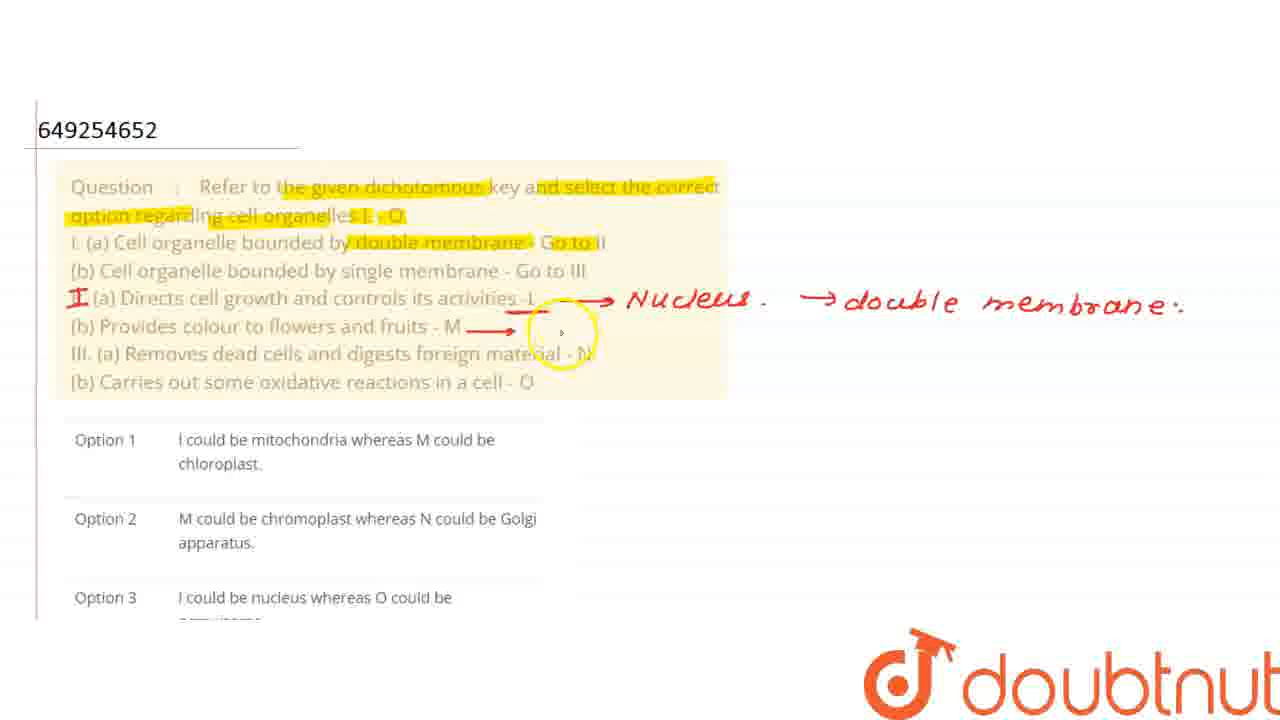 649254652
Question : Refer to the given dichotomous key and select the correct
option regarding cell organelles L - O.
I. (a) Cell organelle bounded by double membrane - Go to II
(b) Cell organelle bounded by single membrane - Go to III
II (a) Directs cell growth and controls its activities - L → Nucleus. → double membrane.
(b) Provides colour to flowers and fruits - M →
III. (a) Removes dead cells and digests foreign material - N
(b) Carries out some oxidative reactions in a cell - O
Option 1 l could be mitochondria whereas M could be
chloroplast.
Option 2 M could be chromoplast whereas N could be Golgi
apparatus.
Option 3 l could be nucleus whereas O could be
doubtnut